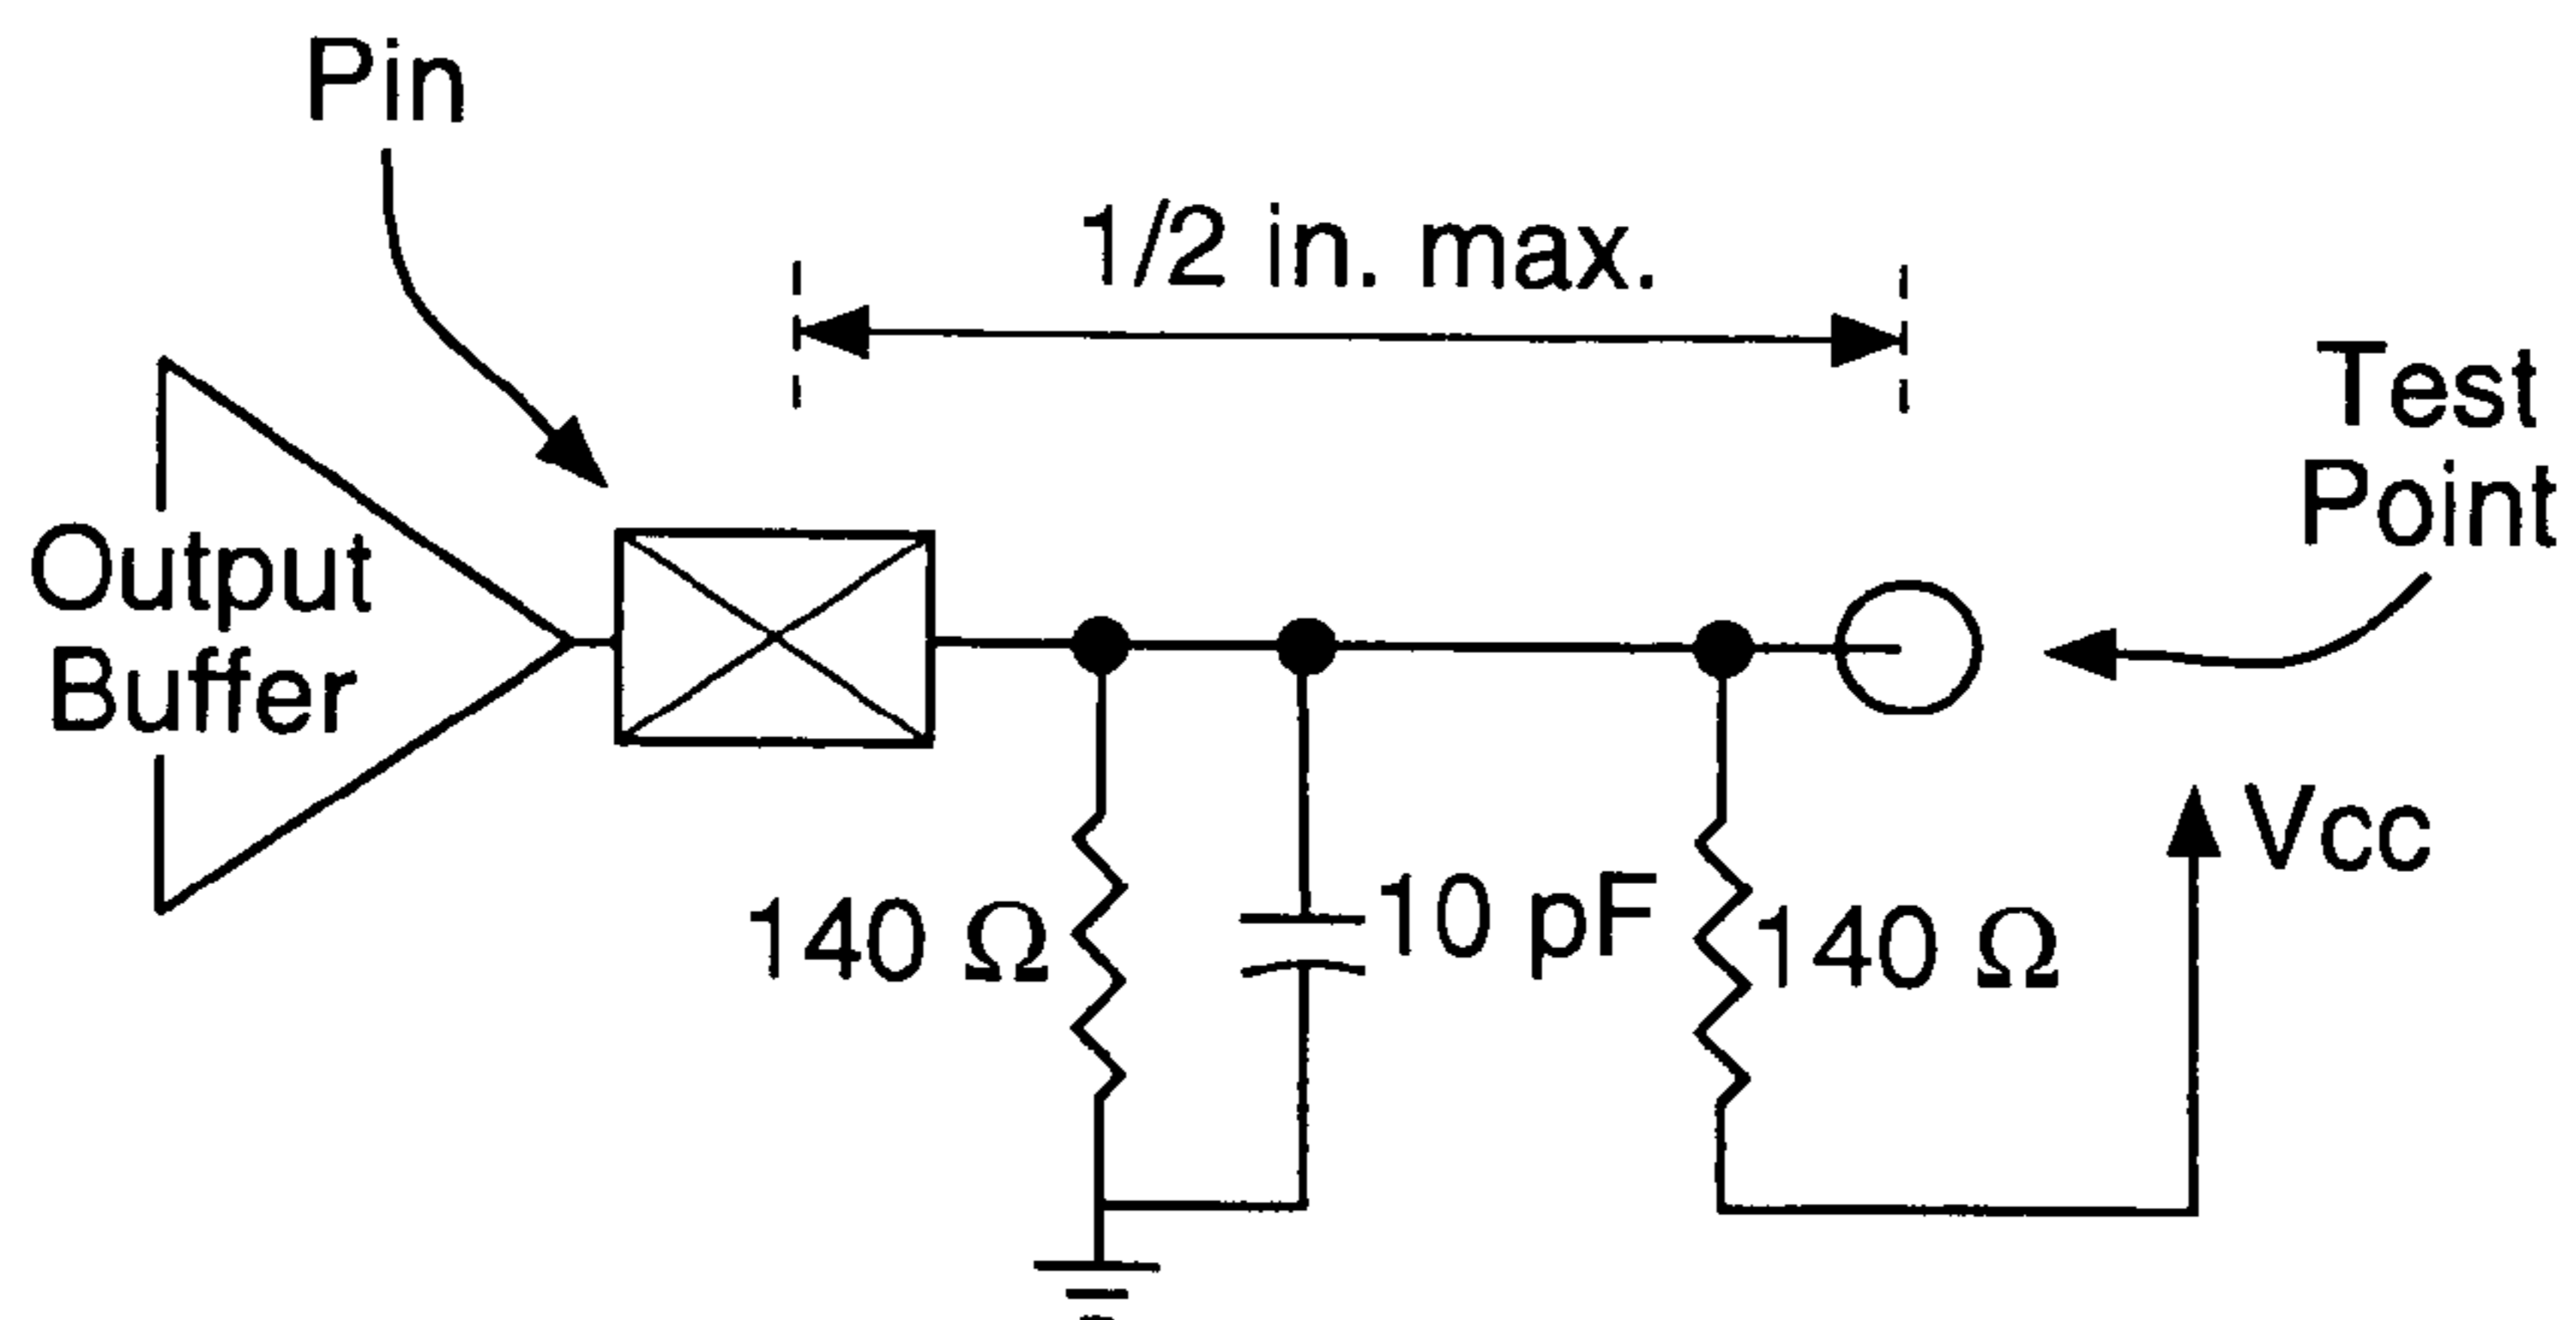 Pin
1/2 in. max.
Test
Point
Output
Buffer
Vcc
140 Ω
10 pF
140 Ω